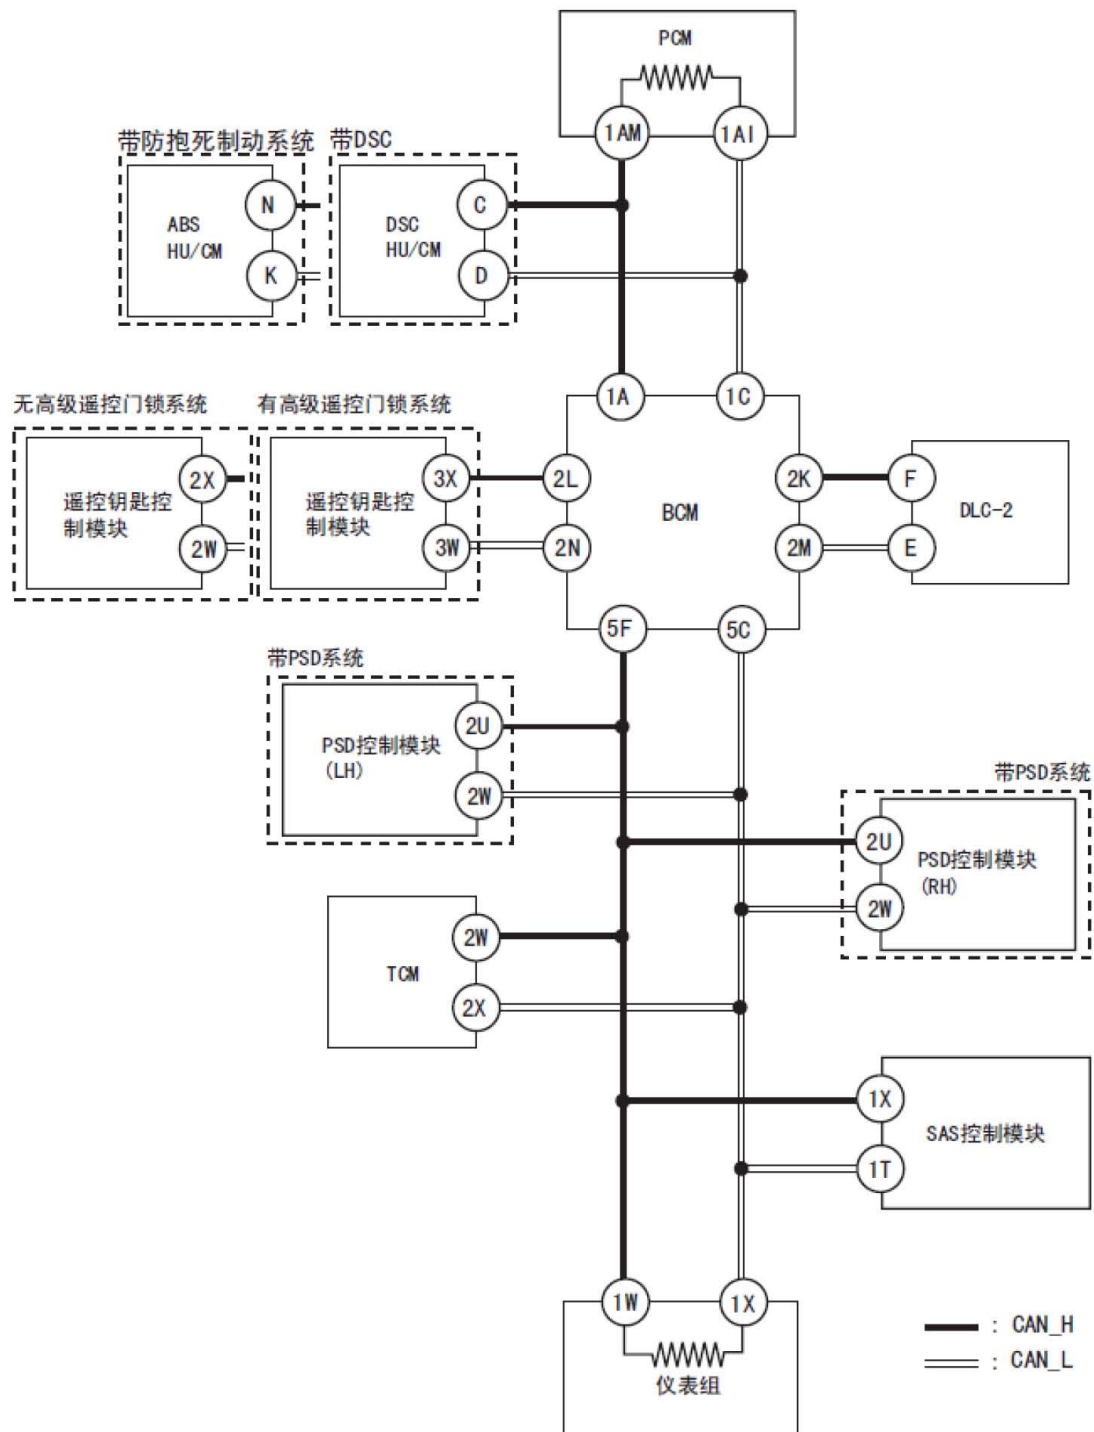 PCM
1AM
1AI
带防抱死制动系统
带DSC
ABS
HU/CM
N
K
DSC
HU/CM
C
D
1A
1C
无高级遥控门锁系统
有高级遥控门锁系统
遥控钥匙控
制模块
2X
2W
遥控钥匙控
制模块
3X
3W
2L
2N
BCM
2K
2M
F
E
DLC-2
5F
5C
带PSD系统
PSD控制模块
(LH)
2U
2W
带PSD系统
2U
2W
PSD控制模块
(RH)
TCM
2W
2X
1X
1T
SAS控制模块
1W
1X
仪表组
: CAN_H
: CAN_L